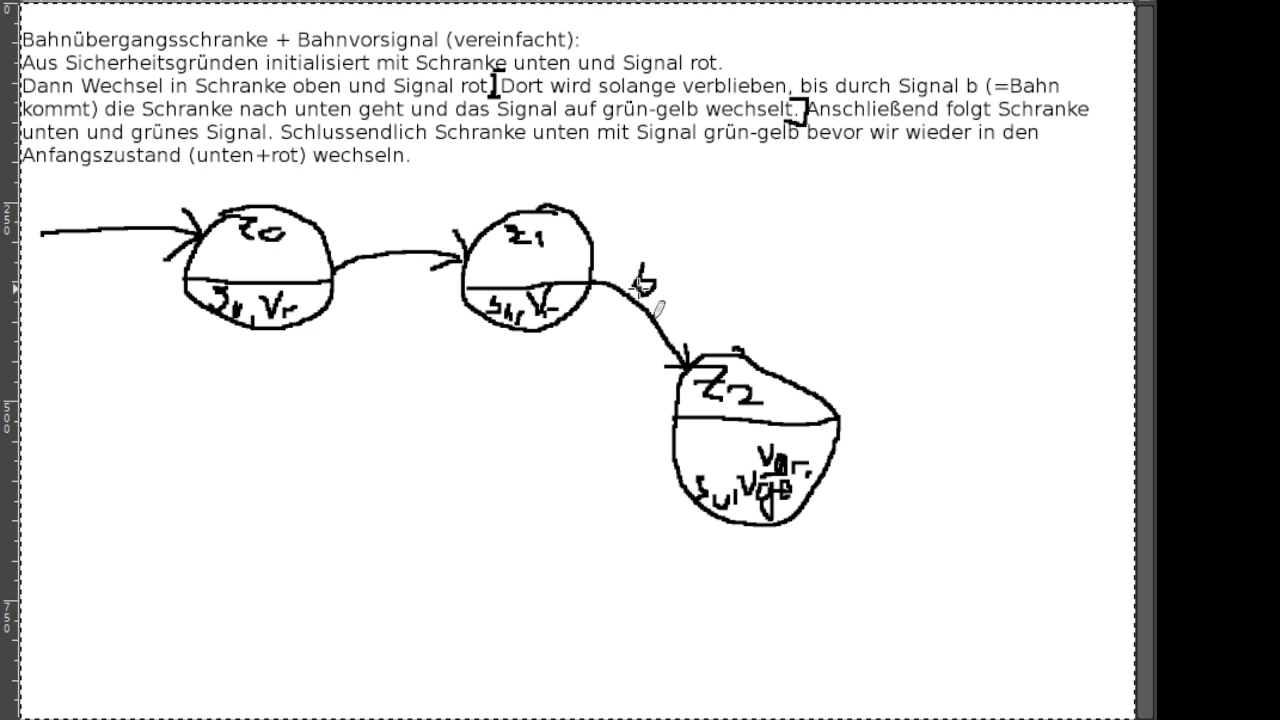 Bahnübergangsschranke + Bahnvorsignal (vereinfacht):
Aus Sicherheitsgründen initialisiert mit Schranke unten und Signal rot.
Dann Wechsel in Schranke oben und Signal rot. Dort wird solange verblieben, bis durch Signal b (=Bahn
kommt) die Schranke nach unten geht und das Signal auf grün-gelb wechselt. Anschließend folgt Schranke
unten und grünes Signal. Schlussendlich Schranke unten mit Signal grün-gelb bevor wir wieder in den
Anfangszustand (unten+rot) wechseln.
Z0
Z1
Su, Vr
b
Z2